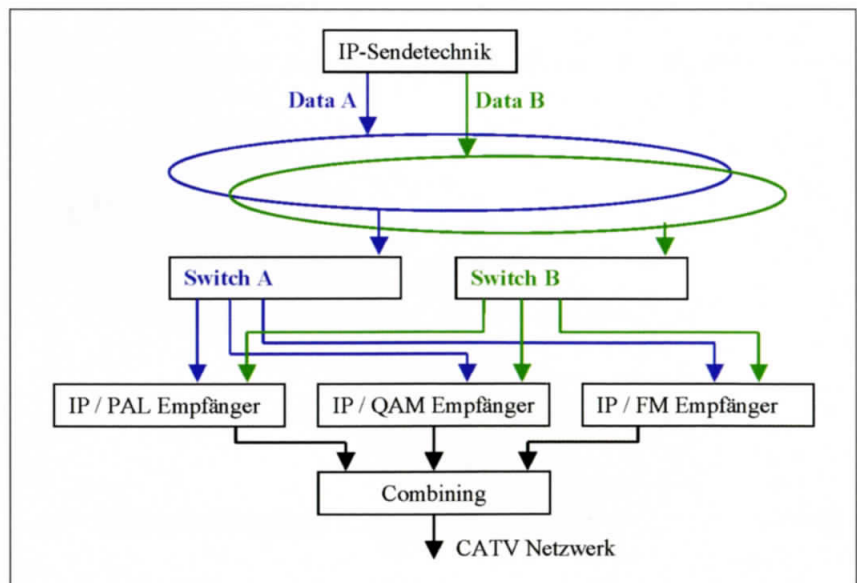 IP-Sendetechnik
Data A
Data B
Switch A
Switch B
IP / PAL Empfänger
IP / QAM Empfänger
IP / FM Empfänger
Combining
CATV Netzwerk